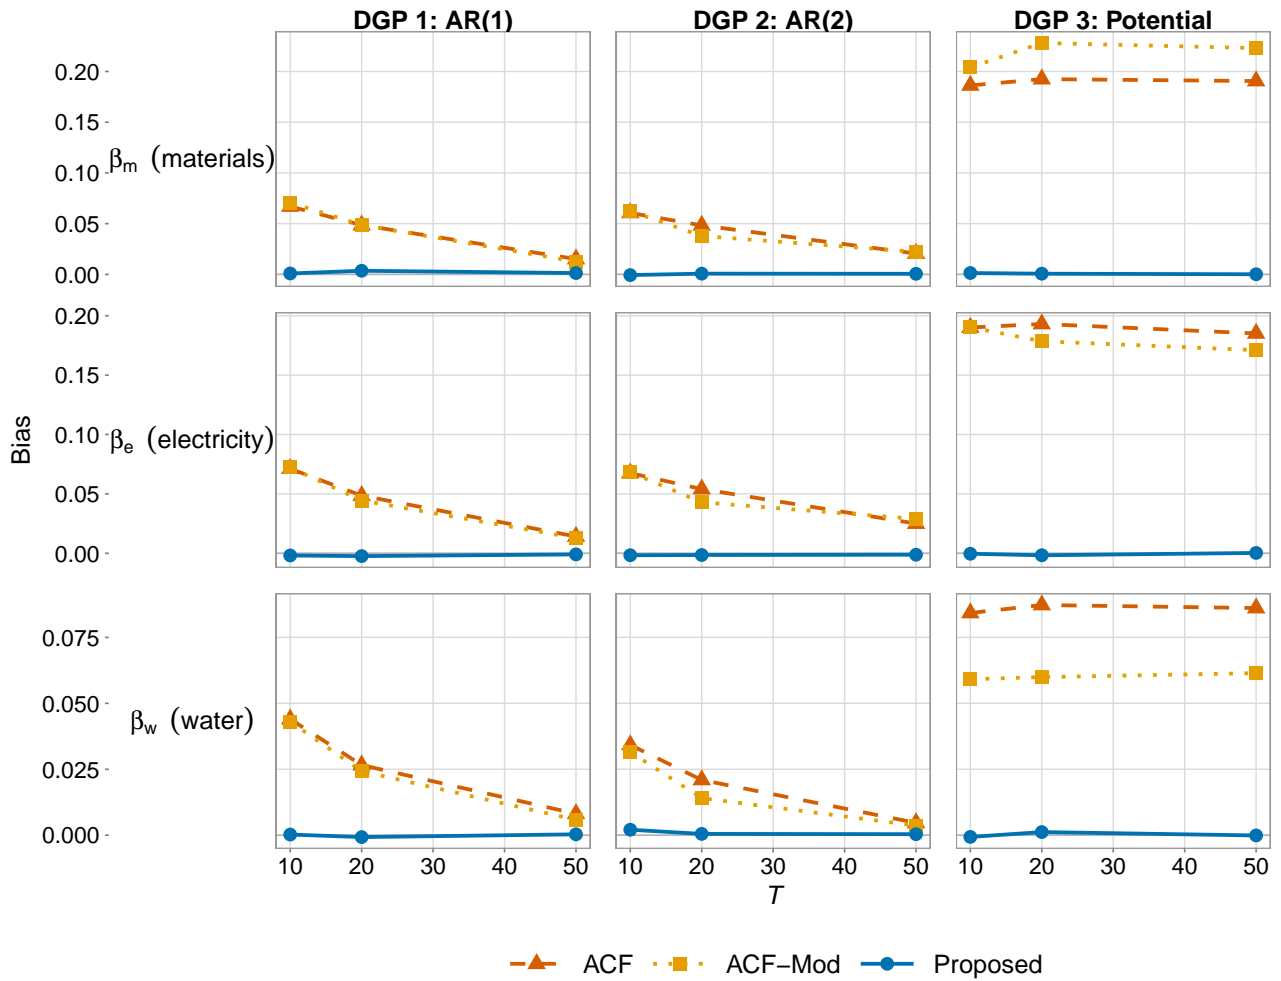 DGP 1: AR(1) DGP 2: AR(2) DGP 3: Potential
0.20
0.15
βm (materials)
0.10
0.05
0.00
0.20
0.15
Bias
0.10
βe (electricity)
0.05
0.00
0.075
0.050
βw (water)
0.025
0.000
10 20 30 40 50 10 20 30 40 50 10 20 30 40 50
T
ACF ACF−Mod Proposed